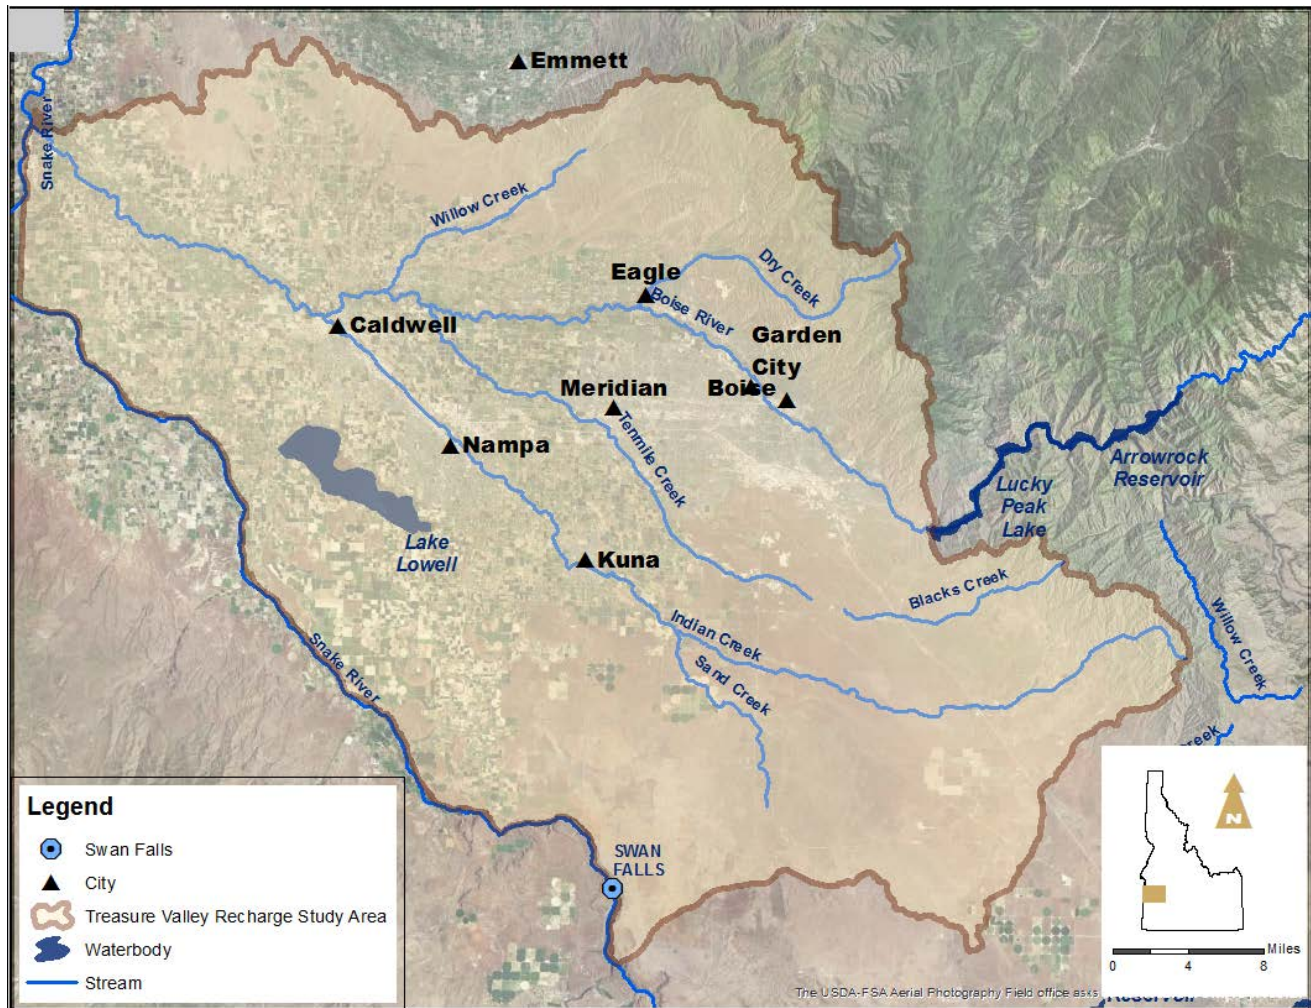 Emmett
Snake River
Willow Creek
Eagle
Dry Creek
Boise River
Garden
City
Caldwell
Meridian
Boise
Tenmile Creek
Nampa
Arrowrock
Reservoir
Lucky
Peak
Lake
Lake
Lowell
Kuna
Blacks Creek
Willow Creek
Indian Creek
Sand Creek
Snake River
Creek
SWAN
FALLS
Legend
Swan Falls
City
Treasure Valley Recharge Study Area
Waterbody
Stream
N
Miles
0 4 8
The USDA-FSA Aerial Photography Field office asks
Reservoir